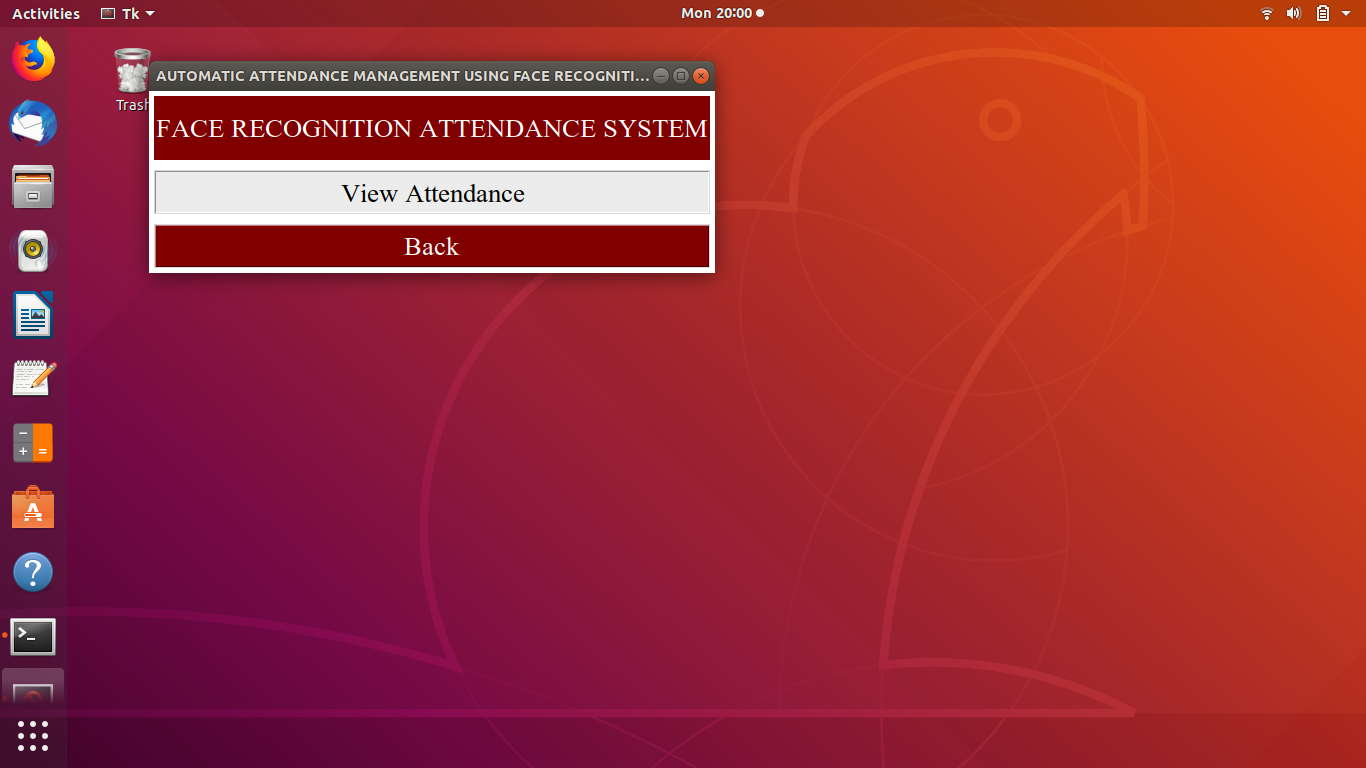 Activities Tk Mon 20:00
Trash
AUTOMATIC ATTENDANCE MANAGEMENT USING FACE RECOGNITI...
FACE RECOGNITION ATTENDANCE SYSTEM
View Attendance
Back